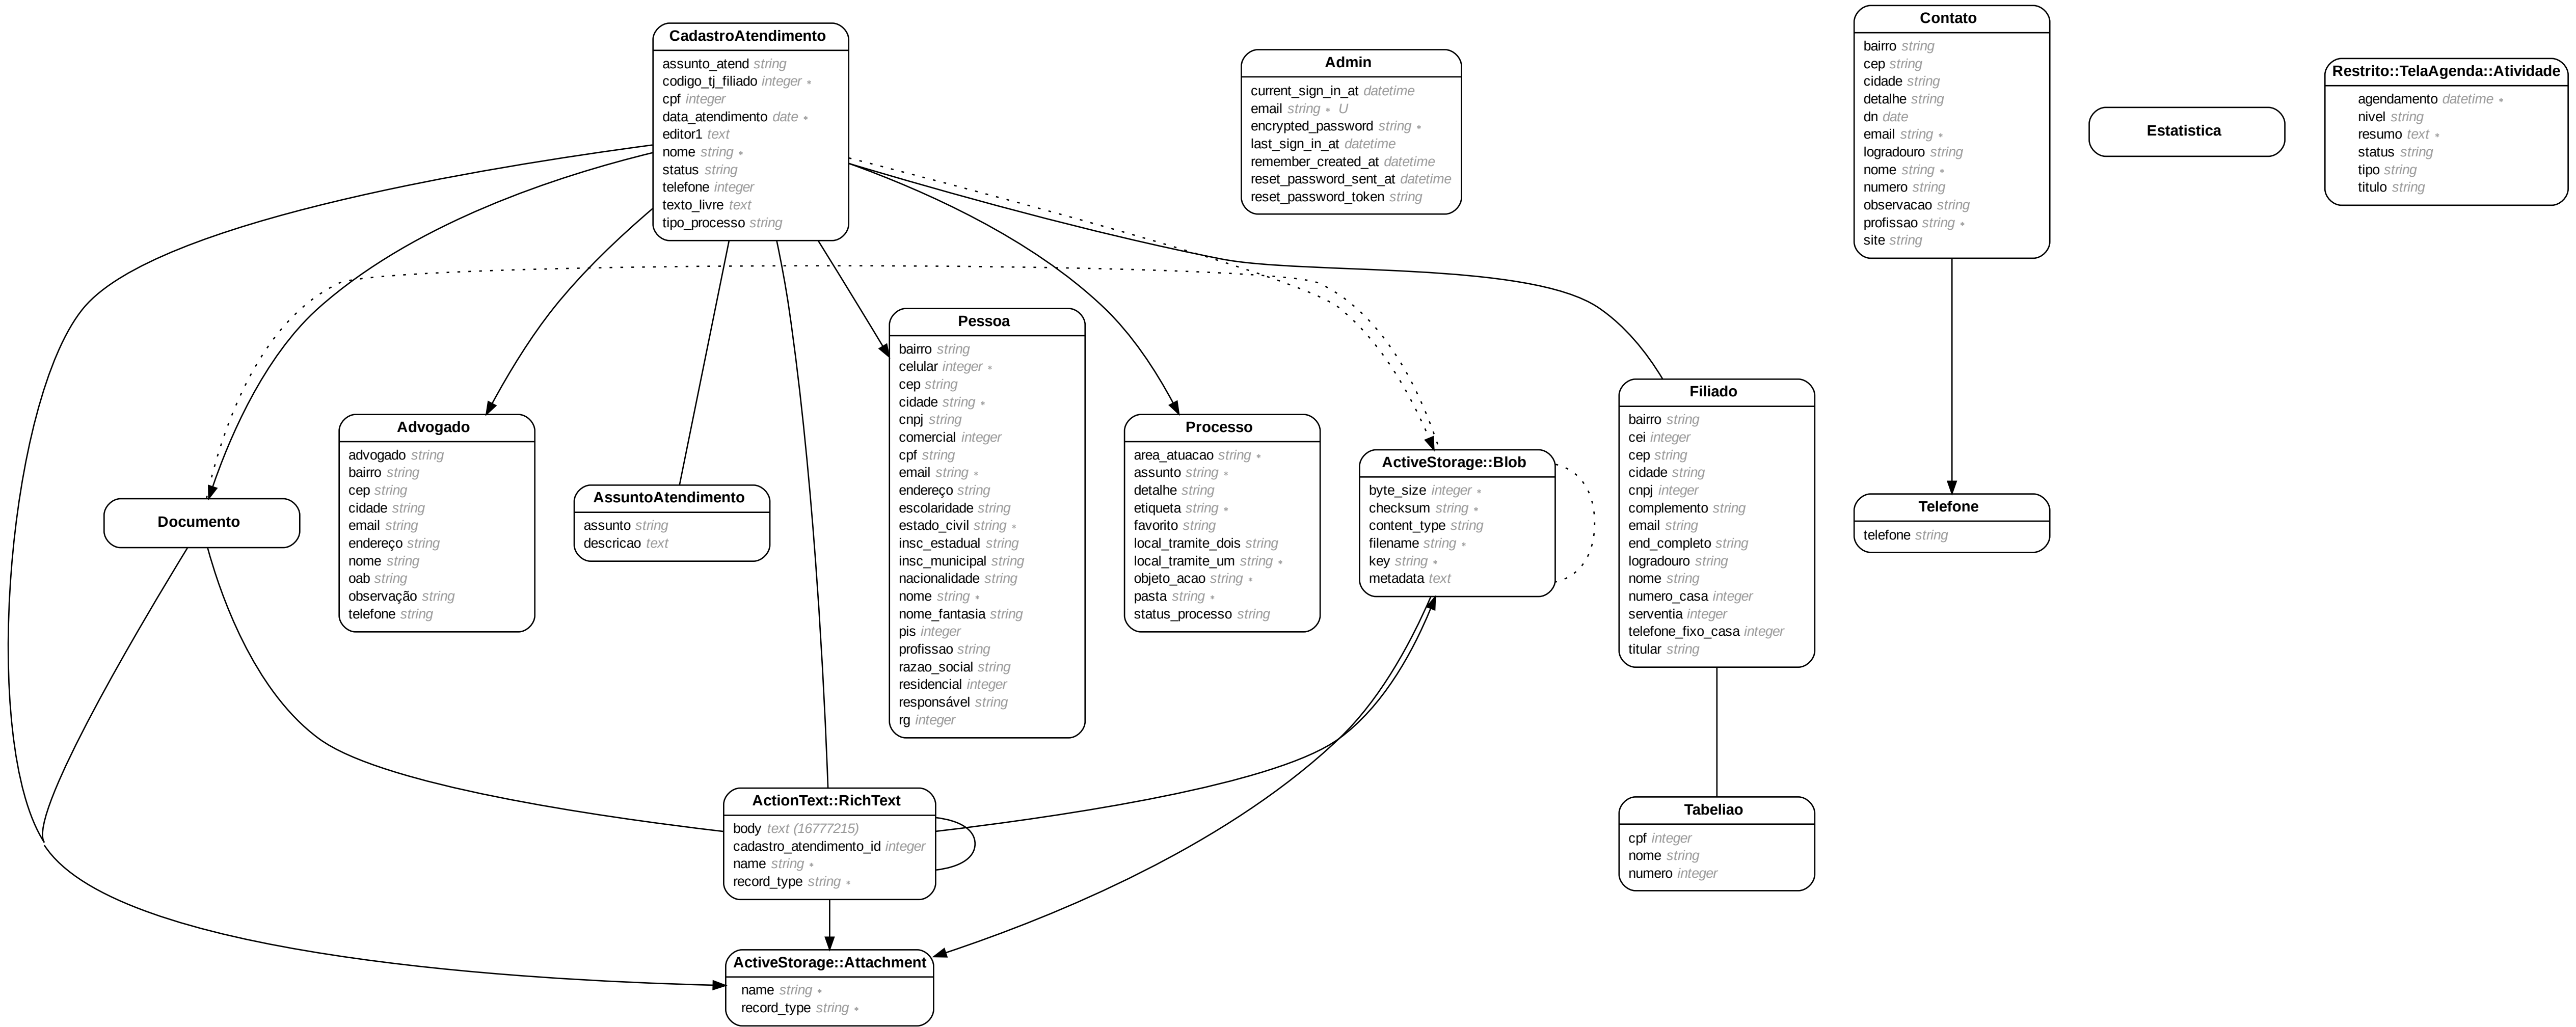 CadastroAtendimento
assunto_atend string
codigo_tj_filiado integer •
cpf integer
data_atendimento date •
editor1 text
nome string •
status string
telefone integer
texto_livre text
tipo_processo string
Admin
current_sign_in_at datetime
email string • U
encrypted_password string •
last_sign_in_at datetime
remember_created_at datetime
reset_password_sent_at datetime
reset_password_token string
Contato
bairro string
cep string
cidade string
detalhe string
dn date
email string •
logradouro string
nome string •
numero string
observacao string
profissao string •
site string
Estatistica
Restrito::TelaAgenda::Atividade
agendamento datetime •
nivel string
resumo text •
status string
tipo string
titulo string
Documento
Advogado
advogado string
bairro string
cep string
cidade string
email string
endereço string
nome string
oab string
observação string
telefone string
AssuntoAtendimento
assunto string
descricao text
Pessoa
bairro string
celular integer •
cep string
cidade string •
cnpj string
comercial integer
cpf string
email string •
endereço string
escolaridade string
estado_civil string •
insc_estadual string
insc_municipal string
nacionalidade string
nome string •
nome_fantasia string
pis integer
profissao string
razao_social string
residencial integer
responsável string
rg integer
Processo
area_atuacao string •
assunto string •
detalhe string
etiqueta string •
favorito string
local_tramite_dois string
local_tramite_um string •
objeto_acao string •
pasta string •
status_processo string
ActiveStorage::Blob
byte_size integer •
checksum string •
content_type string
filename string •
key string •
metadata text
Filiado
bairro string
cei integer
cep string
cidade string
cnpj integer
complemento string
email string
end_completo string
logradouro string
nome string
numero_casa integer
serventia integer
telefone_fixo_casa integer
titular string
Telefone
telefone string
ActionText::RichText
body text (16777215)
cadastro_atendimento_id integer
name string •
record_type string •
Tabeliao
cpf integer
nome string
numero integer
ActiveStorage::Attachment
name string •
record_type string •